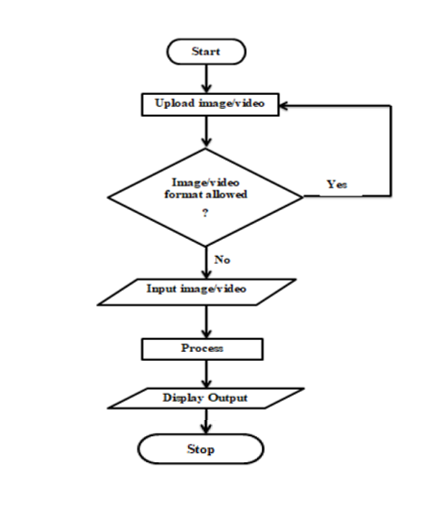 Start
Upload image/video
Image/video
format allowed
?
Yes
No
Input image/video
Process
Display Output
Stop